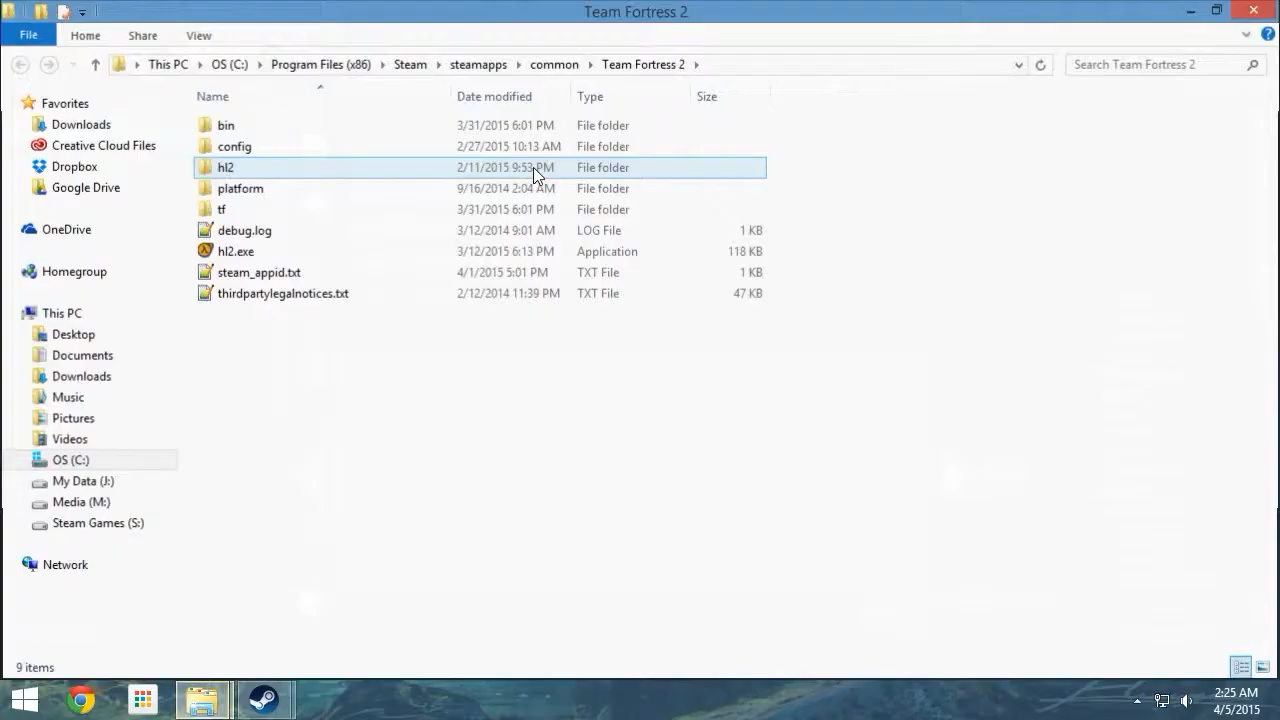 Team Fortress 2
File Home Share View
This PC OS (C:) Program Files (x86) Steam steamapps common Team Fortress 2
Search Team Fortress 2
Name Date modified Type Size
bin 3/31/2015 6:01 PM File folder
config 2/27/2015 10:13 AM File folder
hl2 2/11/2015 9:53 PM File folder
platform 9/16/2014 2:04 AM File folder
tf 3/31/2015 6:01 PM File folder
debug.log 3/12/2014 9:01 AM LOG File 1 KB
hl2.exe 3/12/2015 6:13 PM Application 118 KB
steam_appid.txt 4/1/2015 5:01 PM TXT File 1 KB
thirdpartylegalnotices.txt 2/12/2014 11:39 PM TXT File 47 KB
Favorites
Downloads
Creative Cloud Files
Dropbox
Google Drive
OneDrive
Homegroup
This PC
Desktop
Documents
Downloads
Music
Pictures
Videos
OS (C:)
My Data (J:)
Media (M:)
Steam Games (S:)
Network
9 items
2:25 AM
4/5/2015